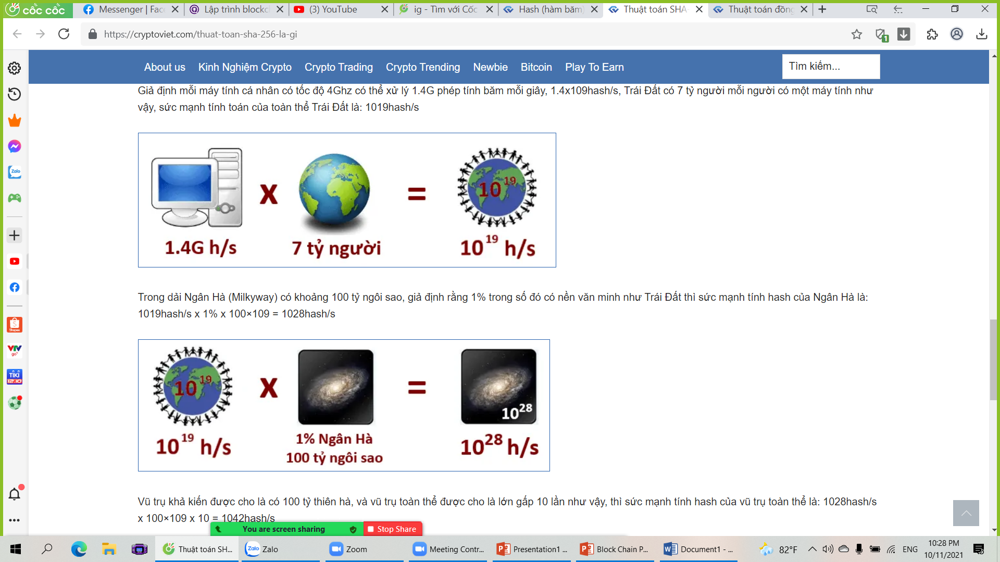 cốc cốc
Messenger | Face
Lập trình blockc
(3) YouTube
ig - Tìm với Cốc
Hash (hàm băm)
Thuật toán SHA-
Thuật toán đồng
https://cryptoviet.com/thuat-toan-sha-256-la-gi
1
About us
Kinh Nghiệm Crypto
Crypto Trading
Crypto Trending
Newbie
Bitcoin
Play To Earn
Tìm kiếm...
Giả định mỗi máy tính cá nhân có tốc độ 4Ghz có thể xử lý 1.4G phép tính băm mỗi giây, 1.4x109hash/s, Trái Đất có 7 tỷ người mỗi người có một máy tính như
vậy, sức mạnh tính toán của toàn thể Trái Đất là: 1019hash/s
X
=
10^19
1.4G h/s
7 tỷ người
10^19 h/s
Trong dải Ngân Hà (Milkyway) có khoảng 100 tỷ ngôi sao, giả định rằng 1% trong số đó có nền văn minh như Trái Đất thì sức mạnh tính hash của Ngân Hà là:
1019hash/s x 1% x 100×109 = 1028hash/s
10^19
X
=
10^28
10^19 h/s
1% Ngân Hà
100 tỷ ngôi sao
10^28 h/s
Vũ trụ khả kiến được cho là có 100 tỷ thiên hà, và vũ trụ toàn thể được cho là lớn gấp 10 lần như vậy, thì sức mạnh tính hash của vũ trụ toàn thể là: 1028hash/s
x 100×109 x 10 = 1042hash/s
Zalo
Shopee
VTV
go
TIKI
12.10
You are screen sharing
Stop Share
Thuật toán SH...
Zalo
Zalo
Zoom
Meeting Contr...
Presentation1 ...
Block Chain P...
Document1 - ...
82°F
ENG
10:28 PM
10/11/2021